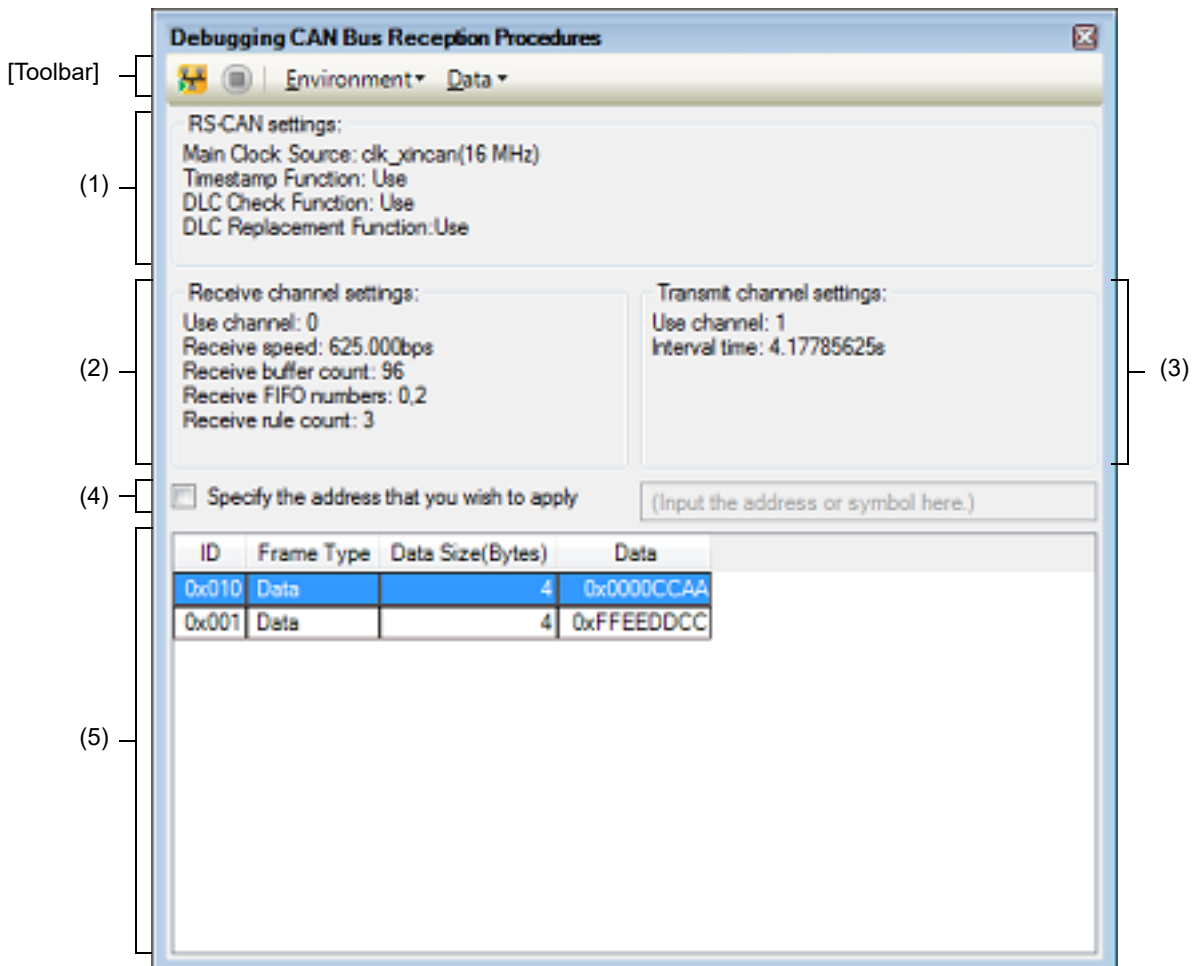 Debugging CAN Bus Reception Procedures
[Toolbar]
Environment Data
(1)
RS-CAN settings:
Main Clock Source: clk_xincan(16 MHz)
Timestamp Function: Use
DLC Check Function: Use
DLC Replacement Function:Use
(2)
Receive channel settings:
Use channel: 0
Receive speed: 625.000bps
Receive buffer count: 96
Receive FIFO numbers: 0,2
Receive rule count: 3
Transmit channel settings:
Use channel: 1
Interval time: 4.17785625s
(3)
(4)
Specify the address that you wish to apply
(Input the address or symbol here.)
(5)
ID Frame Type Data Size(Bytes) Data
0x010 Data 4 0x0000CCAA
0x001 Data 4 0xFFEEDDCC